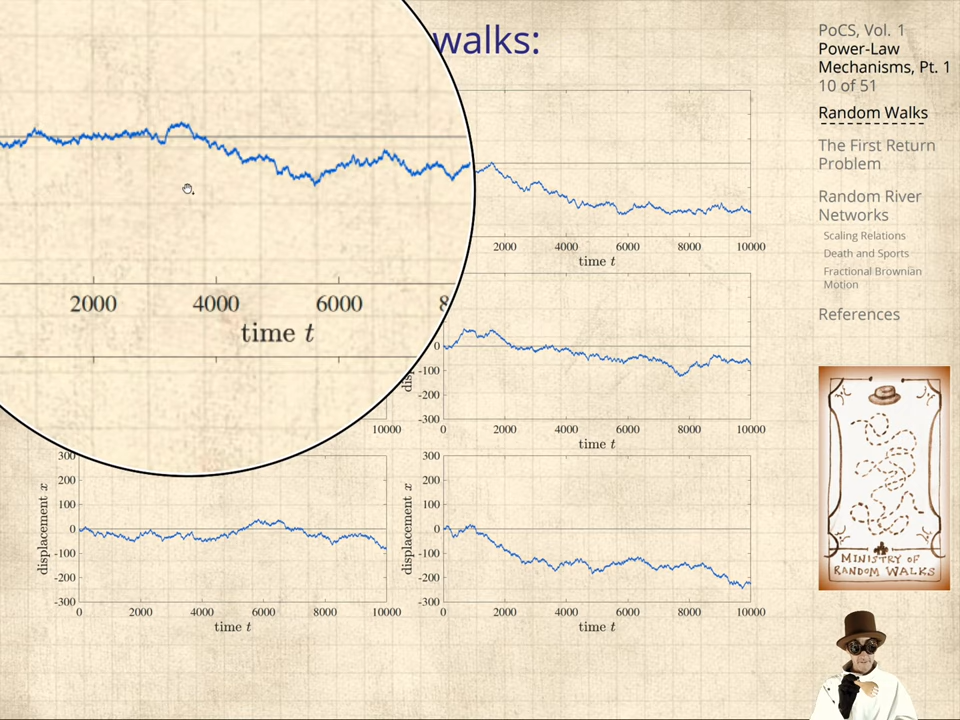 walks:
PoCS, Vol. 1
Power-Law
Mechanisms, Pt. 1
10 of 51
Random Walks
The First Return
Problem
Random River
Networks
Scaling Relations
Death and Sports
Fractional Brownian
Motion
References
2000 4000 6000 8
time t
2000 4000 6000 8000 10000
time t
0
-100
-200
-300
10000
0 2000 4000 6000 8000 10000
time t
300
200
100
0
-100
-200
-300
displacement x
0 2000 4000 6000 8000 10000
time t
300
200
100
0
-100
-200
-300
displacement x
0 2000 4000 6000 8000 10000
time t
MINISTRY OF
RANDOM WALKS